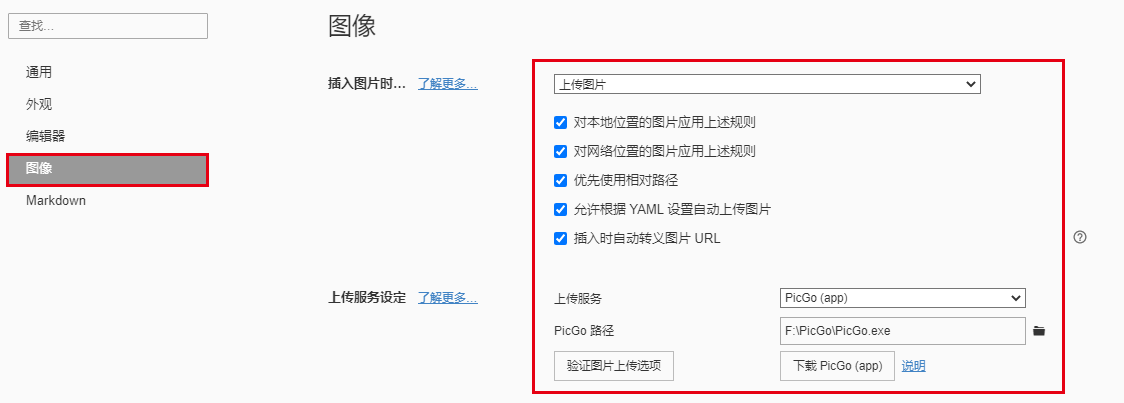 查找...
通用
外观
编辑器
图像
Markdown
图像
插入图片时... 了解更多...
上传图片
对本地位置的图片应用上述规则
对网络位置的图片应用上述规则
优先使用相对路径
允许根据 YAML 设置自动上传图片
插入时自动转义图片 URL
上传服务设定 了解更多...
上传服务 PicGo (app)
PicGo 路径 F:\PicGo\PicGo.exe
验证图片上传选项 下载 PicGo (app) 说明